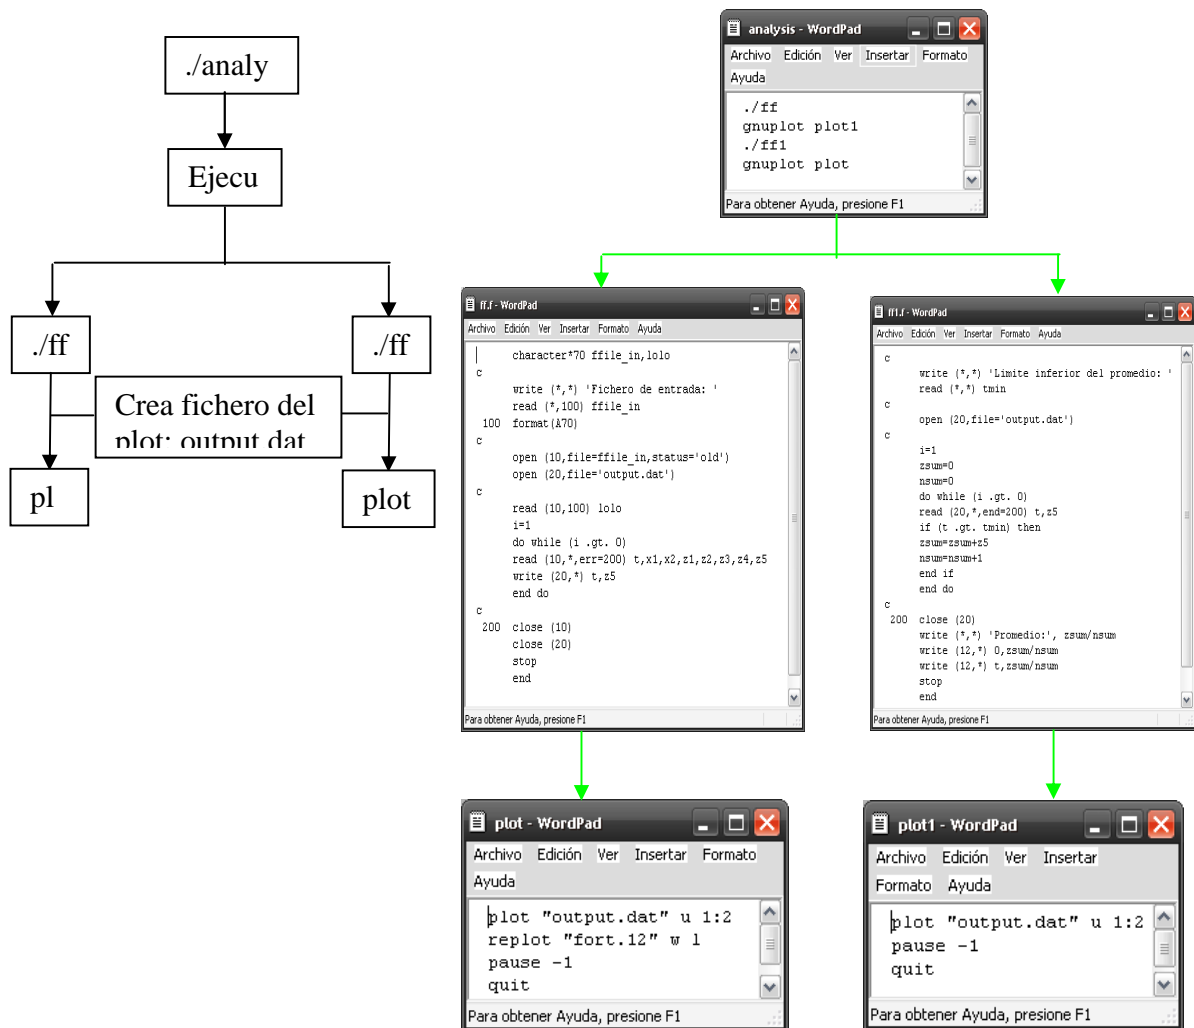 ./analy
Ejecu
./ff
./ff
Crea fichero del
plot: output dat
pl
plot
analysis - WordPad
Archivo Edición Ver Insertar Formato
Ayuda
./ff
gnuplot plot1
./ff1
gnuplot plot
Para obtener Ayuda, presione F1
ff.f - WordPad
Archivo Edición Ver Insertar Formato Ayuda
character*70 ffile_in,lolo
c
write (*,*) 'Fichero de entrada: '
read (*,100) ffile_in
100 format(A70)
c
open (10,file=ffile_in,status='old')
open (20,file='output.dat')
c
read (10,100) lolo
i=1
do while (i .gt. 0)
read (10,*,err=200) t,x1,x2,z1,z2,z3,z4,z5
write (20,*) t,z5
end do
c
200 close (10)
close (20)
stop
end
Para obtener Ayuda, presione F1
ff1.f - WordPad
Archivo Edición Ver Insertar Formato Ayuda
c
write (*,*) 'Limite inferior del promedio: '
read (*,*) tmin
c
open (20,file='output.dat')
c
i=1
zsum=0
nsum=0
do while (i .gt. 0)
read (20,*,end=200) t,z5
if (t .gt. tmin) then
zsum=zsum+z5
nsum=nsum+1
end if
end do
c
200 close (20)
write (*,*) 'Promedio:', zsum/nsum
write (12,*) 0,zsum/nsum
write (12,*) t,zsum/nsum
stop
end
Para obtener Ayuda, presione F1
plot - WordPad
Archivo Edición Ver Insertar Formato
Ayuda
plot "output.dat" u 1:2
replot "fort.12" w l
pause -1
quit
Para obtener Ayuda, presione F1
plot1 - WordPad
Archivo Edición Ver Insertar
Formato Ayuda
plot "output.dat" u 1:2
pause -1
quit
Para obtener Ayuda, presione F1